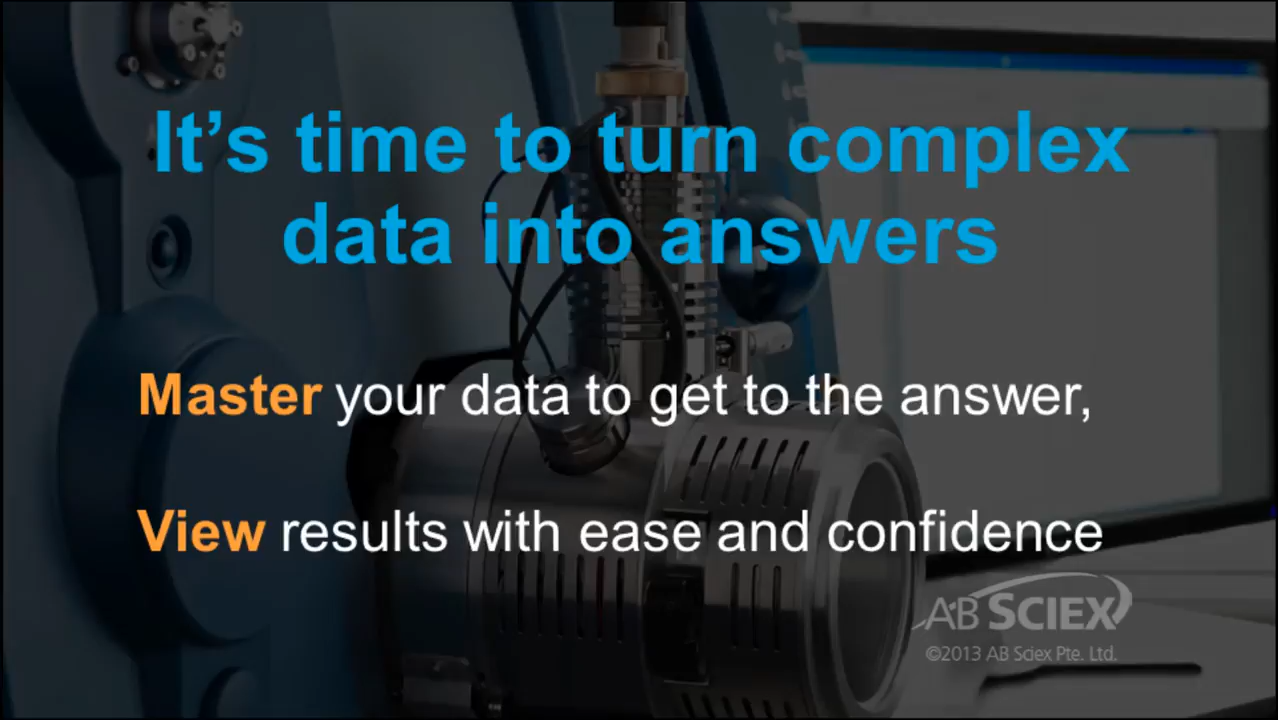 It's time to turn complex
data into answers
Master your data to get to the answer,
View results with ease and confidence
AB SCIEX
©2013 AB Sciex Pte. Ltd.